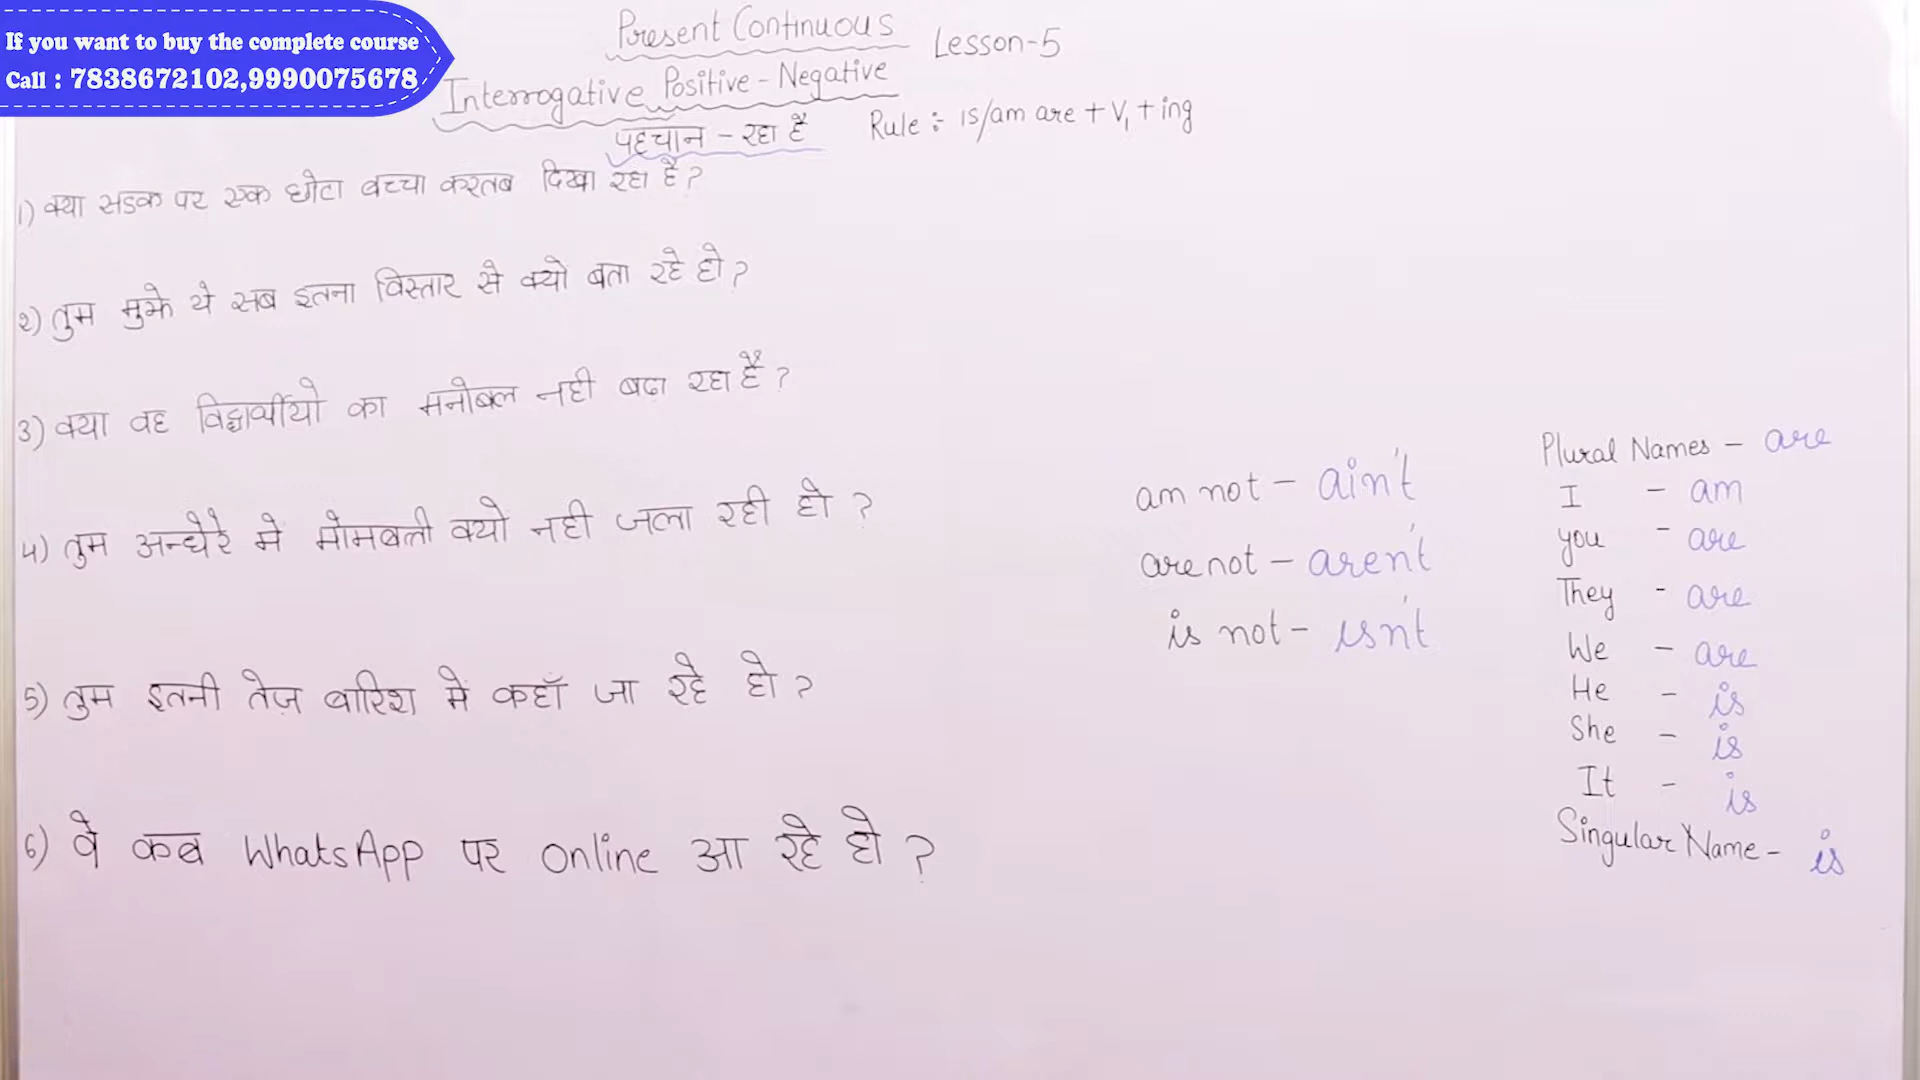 If you want to buy the complete course
Call : 7838672102,9990075678
Present Continuous
Lesson-5
Interrogative Positive - Negative
पहचान - रहा है
Rule : is/am are + V1 + ing
1) क्या सडक पर एक छोटा बच्चा करतब दिखा रहा है?
२) तुम मुझे ये सब इतना विस्तार से क्यो बता रहे हो?
3) क्या वह विद्यार्थीयो का मनोबल नही बढा रहा है?
4) तुम अन्धेरे मे मोमबती क्यो नही जला रही हो?
5) तुम इतनी तेज़ बारिश में कहाँ जा रहे हो?
6) वे कब WhatsApp पर online आ रहे हो?
am not - ain't
are not - aren't
is not - isn't
Plural Names - are
I - am
you - are
They - are
We - are
He - is
She - is
It - is
Singular Name - is